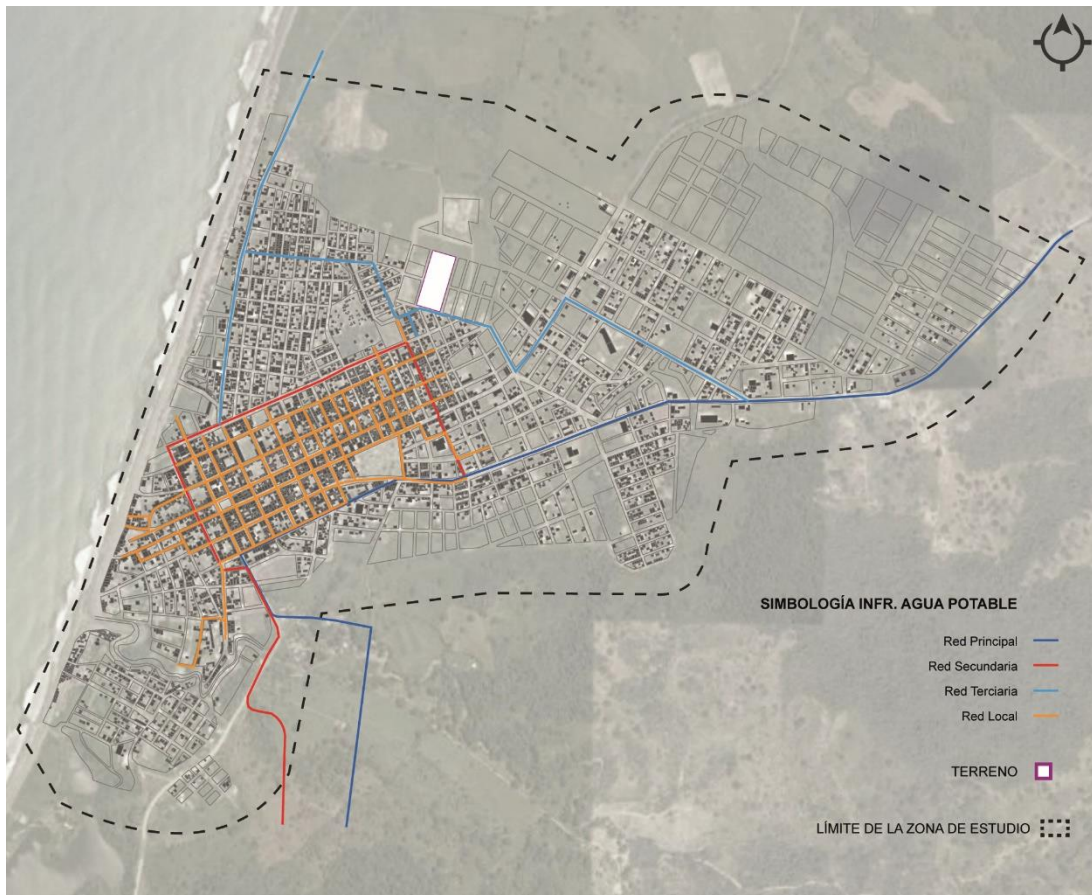 SIMBOLOGÍA INFR. AGUA POTABLE
Red Principal
Red Secundaria
Red Terciaria
Red Local
TERRENO
LÍMITE DE LA ZONA DE ESTUDIO